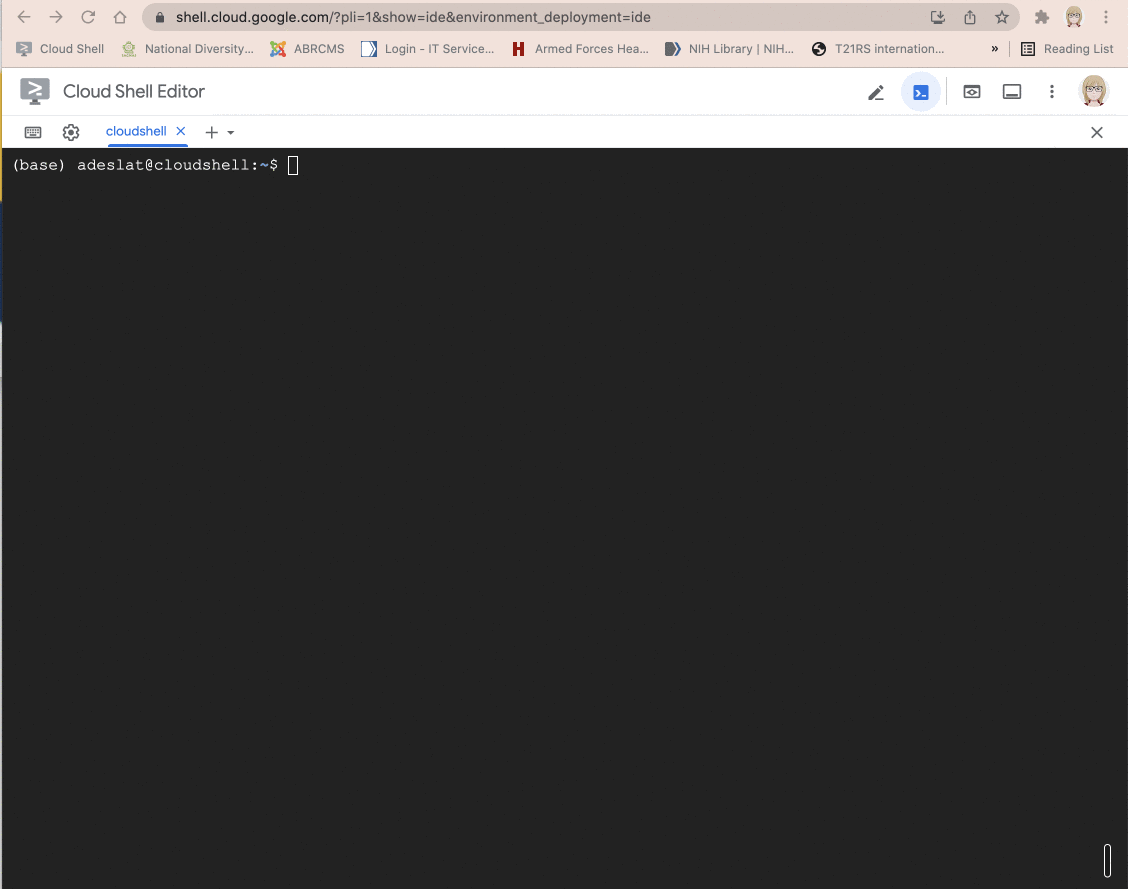 shell.cloud.google.com/?pli=1&show=ide&environment_deployment=ide
Cloud Shell National Diversity... ABRCMS Login - IT Service... Armed Forces Hea... NIH Library | NIH... T21RS internation... » Reading List
Cloud Shell Editor
cloudshell
(base) adeslat@cloudshell:~$